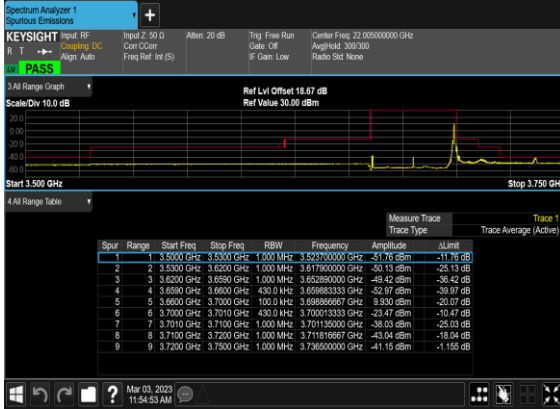 Spectrum Analyzer 1
Spurious Emissions
+
KEYSIGHT Input: RF Input Z: 50 Ω Atten: 20 dB Trig: Free Run Center Freq: 22.005000000 GHz
R T Coupling: DC Corr CCorr Gate: Off Avg|Hold: 300/300
Align: Auto Freq Ref: Int (S) IF Gain: Low Radio Std: None
PASS
3 All Range Graph
Ref Lvl Offset 18.67 dB
Scale/Div 10.0 dB Ref Value 30.00 dBm
20.0
0.00
-20.0
-40.0
-60.0
Start 3.500 GHz Stop 3.750 GH
4 All Range Table
Measure Trace Trace 1
Trace Type Trace Average (Active)
Spur Range Start Freq Stop Freq RBW Frequency Amplitude ΔLimit
1 1 3.5000 GHz 3.5300 GHz 1.000 MHz 3.523700000 GHz -51.76 dBm -11.76 dB
2 2 3.5300 GHz 3.6200 GHz 1.000 MHz 3.617900000 GHz -50.13 dBm -25.13 dB
3 3 3.6200 GHz 3.6590 GHz 1.000 MHz 3.652890000 GHz -49.42 dBm -36.42 dB
4 4 3.6590 GHz 3.6600 GHz 430.0 kHz 3.659883333 GHz -52.97 dBm -39.97 dB
5 5 3.6600 GHz 3.7000 GHz 100.0 kHz 3.698866667 GHz 9.930 dBm -20.07 dB
6 6 3.7000 GHz 3.7010 GHz 430.0 kHz 3.700013333 GHz -23.47 dBm -10.47 dB
7 7 3.7010 GHz 3.7100 GHz 1.000 MHz 3.701135000 GHz -38.03 dBm -25.03 dB
8 8 3.7100 GHz 3.7200 GHz 1.000 MHz 3.711816667 GHz -43.04 dBm -18.04 dB
9 9 3.7200 GHz 3.7500 GHz 1.000 MHz 3.736500000 GHz -41.15 dBm -1.155 dB
? Mar 03, 2023
11:54:53 AM